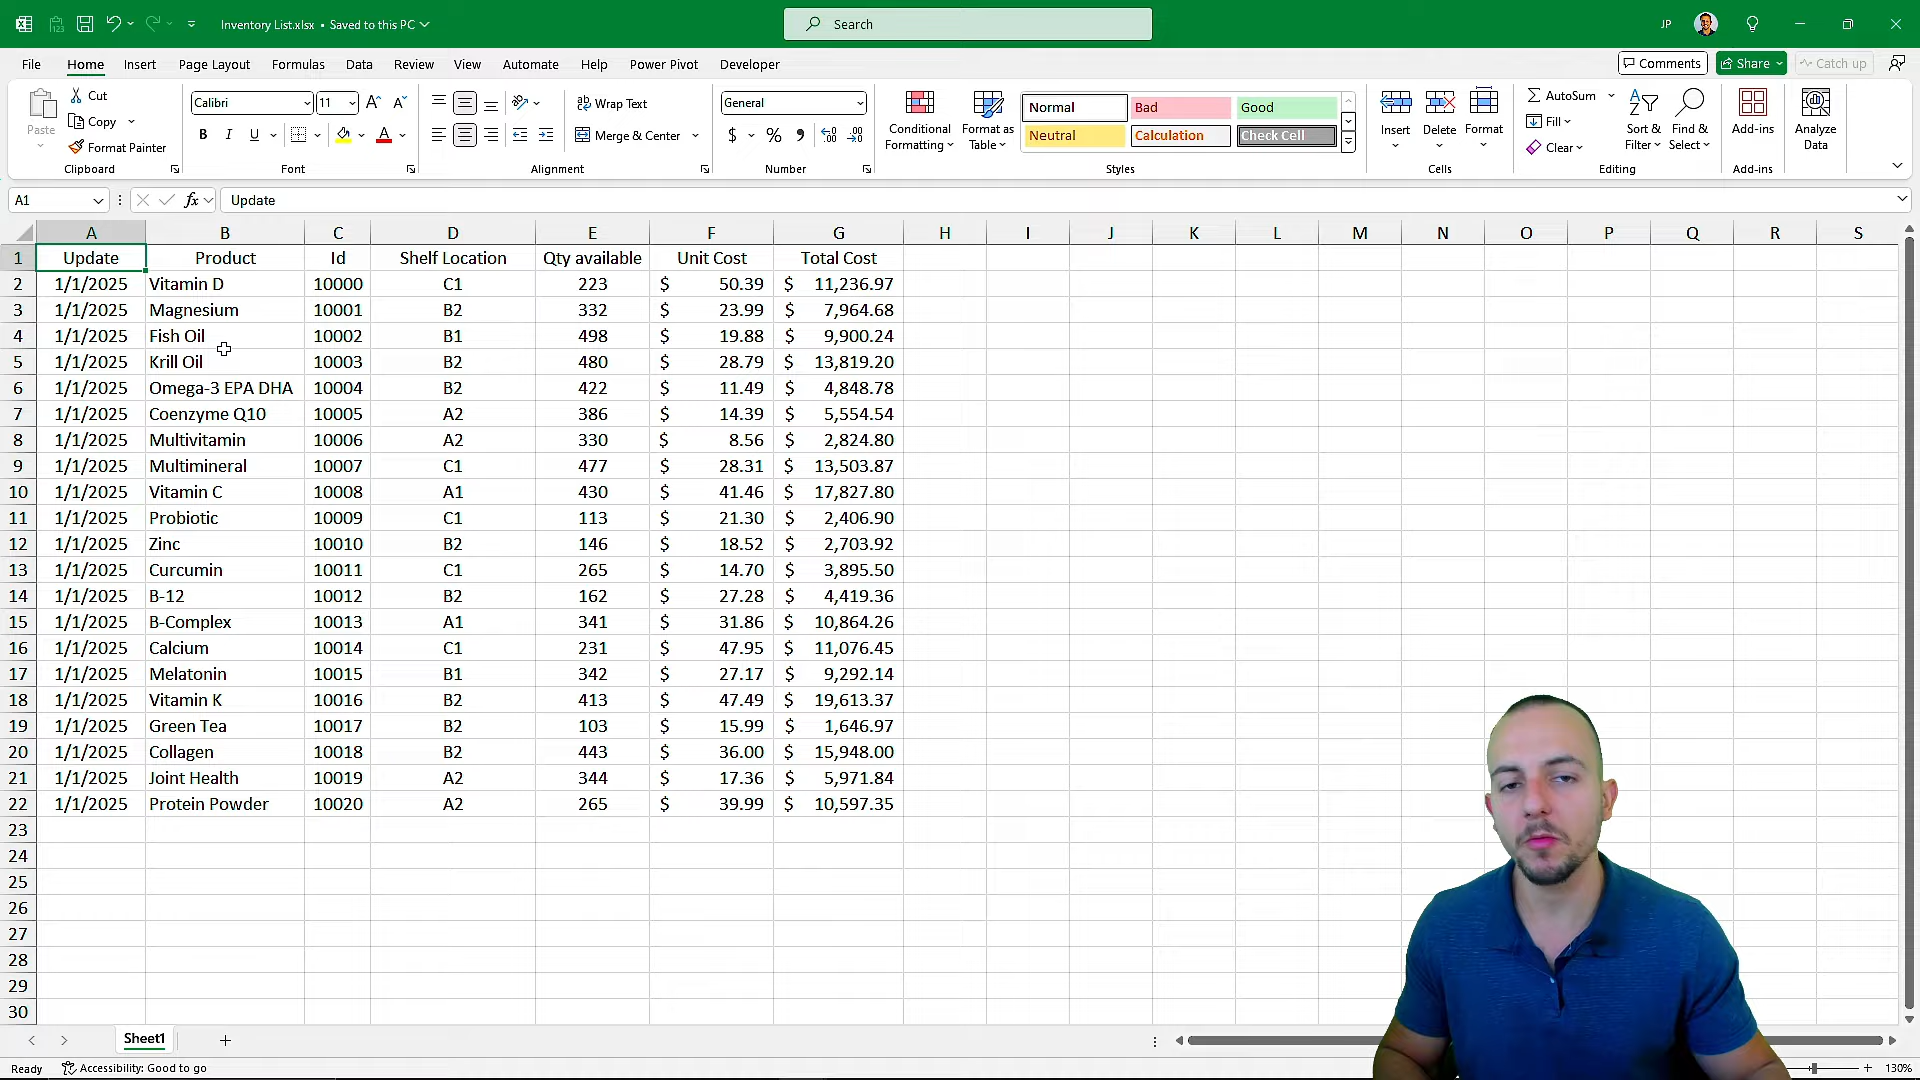 Inventory List.xlsx • Saved to this PC
Search
JP
File Home Insert Page Layout Formulas Data Review View Automate Help Power Pivot Developer
Comments Share Catch up
Paste
Cut
Copy
Format Painter
Clipboard
Calibri 11
B I U
Font
Wrap Text
Merge & Center
Alignment
General
$ % 9
Number
Conditional Formatting
Format as Table
Normal Bad Good
Neutral Calculation Check Cell
Styles
Insert Delete Format
Cells
AutoSum
Fill
Clear
Sort & Filter
Find & Select
Editing
Add-ins
Add-ins
Analyze Data
A1 fx Update
A B C D E F G H I J K L M N O P Q R S
1 Update Product Id Shelf Location Qty available Unit Cost Total Cost
2 1/1/2025 Vitamin D 10000 C1 223 $ 50.39 $ 11,236.97
3 1/1/2025 Magnesium 10001 B2 332 $ 23.99 $ 7,964.68
4 1/1/2025 Fish Oil 10002 B1 498 $ 19.88 $ 9,900.24
5 1/1/2025 Krill Oil 10003 B2 480 $ 28.79 $ 13,819.20
6 1/1/2025 Omega-3 EPA DHA 10004 B2 422 $ 11.49 $ 4,848.78
7 1/1/2025 Coenzyme Q10 10005 A2 386 $ 14.39 $ 5,554.54
8 1/1/2025 Multivitamin 10006 A2 330 $ 8.56 $ 2,824.80
9 1/1/2025 Multimineral 10007 C1 477 $ 28.31 $ 13,503.87
10 1/1/2025 Vitamin C 10008 A1 430 $ 41.46 $ 17,827.80
11 1/1/2025 Probiotic 10009 C1 113 $ 21.30 $ 2,406.90
12 1/1/2025 Zinc 10010 B2 146 $ 18.52 $ 2,703.92
13 1/1/2025 Curcumin 10011 C1 265 $ 14.70 $ 3,895.50
14 1/1/2025 B-12 10012 B2 162 $ 27.28 $ 4,419.36
15 1/1/2025 B-Complex 10013 A1 341 $ 31.86 $ 10,864.26
16 1/1/2025 Calcium 10014 C1 231 $ 47.95 $ 11,076.45
17 1/1/2025 Melatonin 10015 B1 342 $ 27.17 $ 9,292.14
18 1/1/2025 Vitamin K 10016 B2 413 $ 47.49 $ 19,613.37
19 1/1/2025 Green Tea 10017 B2 103 $ 15.99 $ 1,646.97
20 1/1/2025 Collagen 10018 B2 443 $ 36.00 $ 15,948.00
21 1/1/2025 Joint Health 10019 A2 344 $ 17.36 $ 5,971.84
22 1/1/2025 Protein Powder 10020 A2 265 $ 39.99 $ 10,597.35
23
24
25
26
27
28
29
30
Sheet1
Ready Accessibility: Good to go 130%